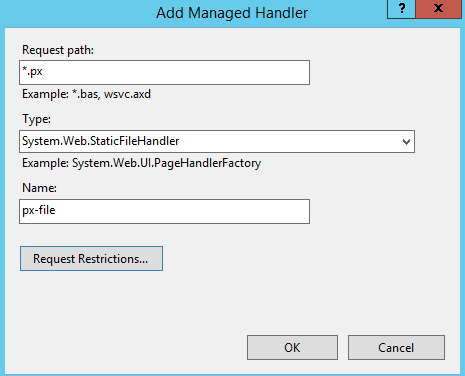 Add Managed Handler
? x
Request path:
*.px
Example: *.bas, wsvc.axd
Type:
System.Web.StaticFileHandler
Example: System.Web.UI.PageHandlerFactory
Name:
px-file
Request Restrictions...
OK Cancel